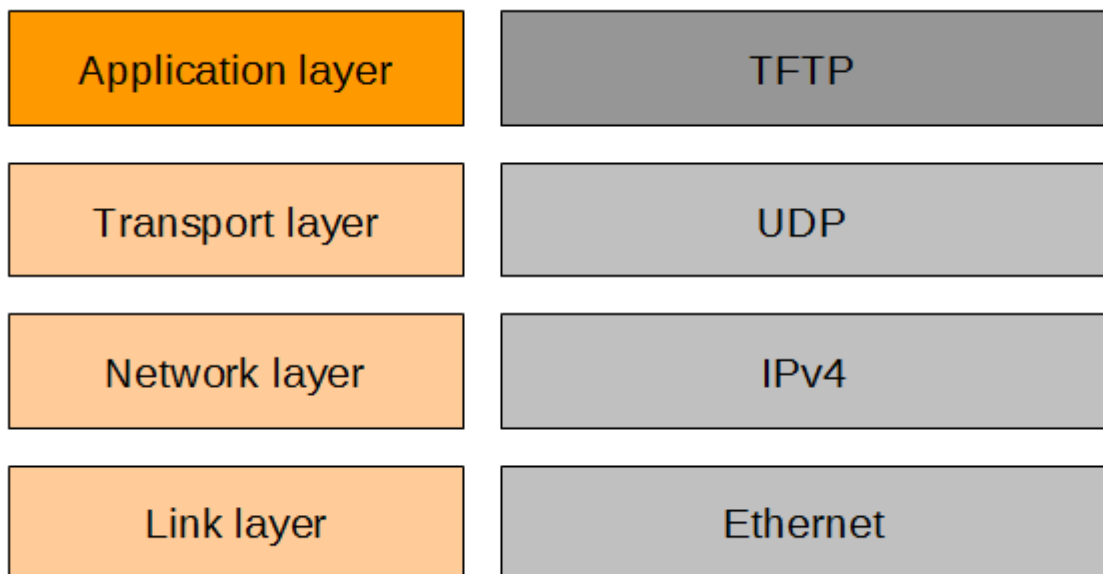 Application layer
TFTP
Transport layer
UDP
Network layer
IPv4
Link layer
Ethernet